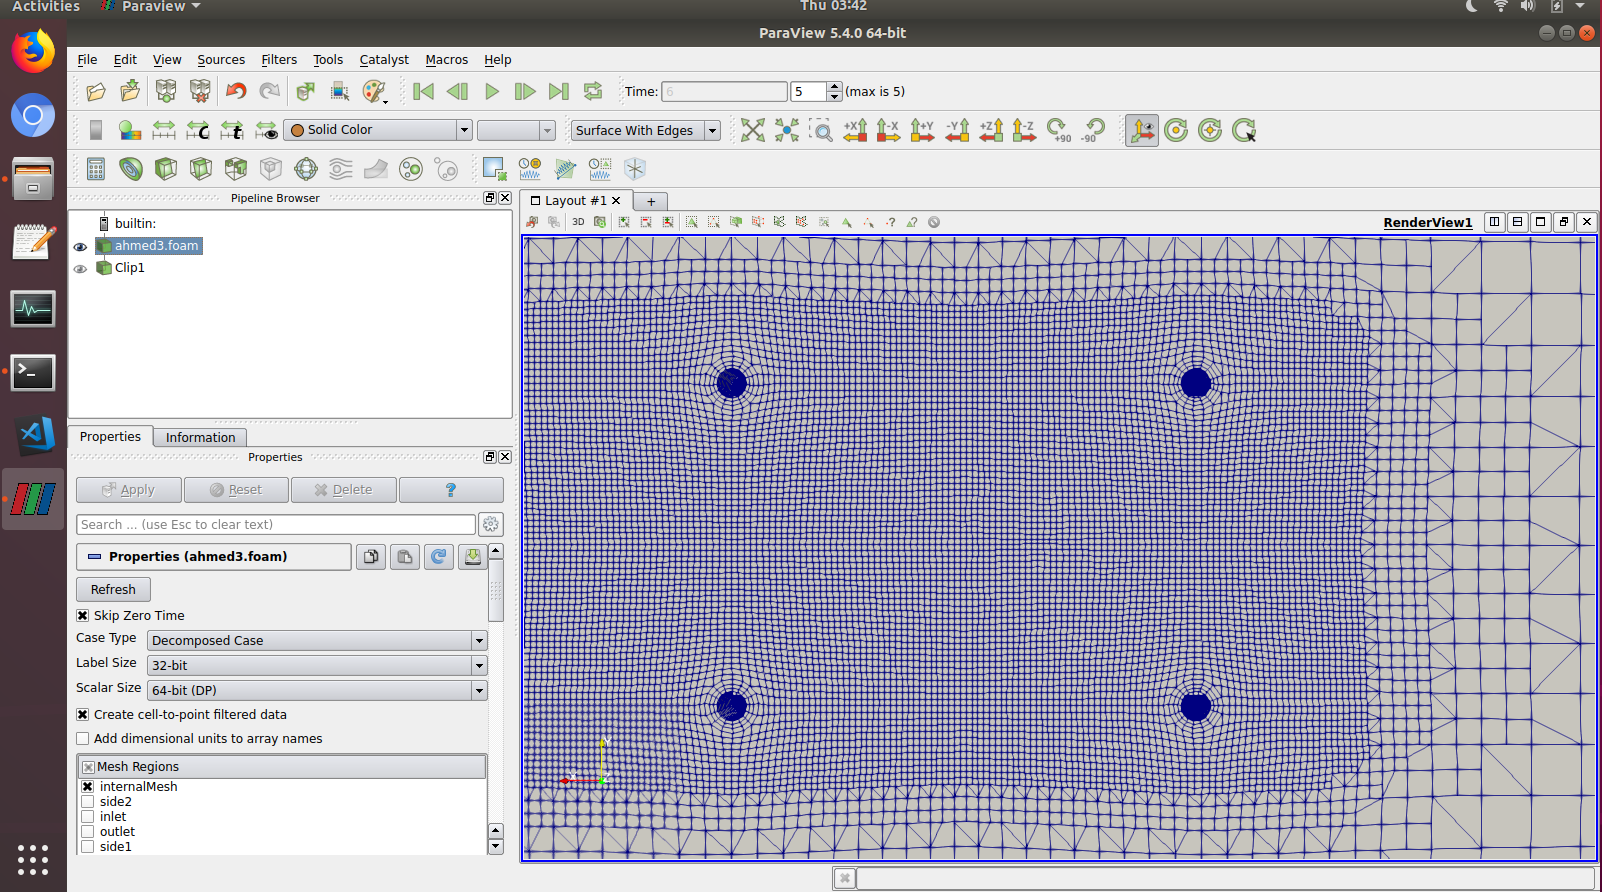 Activities Paraview Thu 03:42
ParaView 5.4.0 64-bit
File Edit View Sources Filters Tools Catalyst Macros Help
Time: 6 5 (max is 5)
Solid Color Surface With Edges +X -X +Y -Y +Z -Z +90 -90
Pipeline Browser
Layout #1 +
builtin:
3D RenderView1
ahmed3.foam
Clip1
Properties Information
Properties
Apply Reset Delete ?
Search ... (use Esc to clear text)
Properties (ahmed3.foam)
Refresh
Skip Zero Time
Case Type Decomposed Case
Label Size 32-bit
Scalar Size 64-bit (DP)
Create cell-to-point filtered data
Add dimensional units to array names
Mesh Regions
internalMesh
side2
inlet
outlet
side1